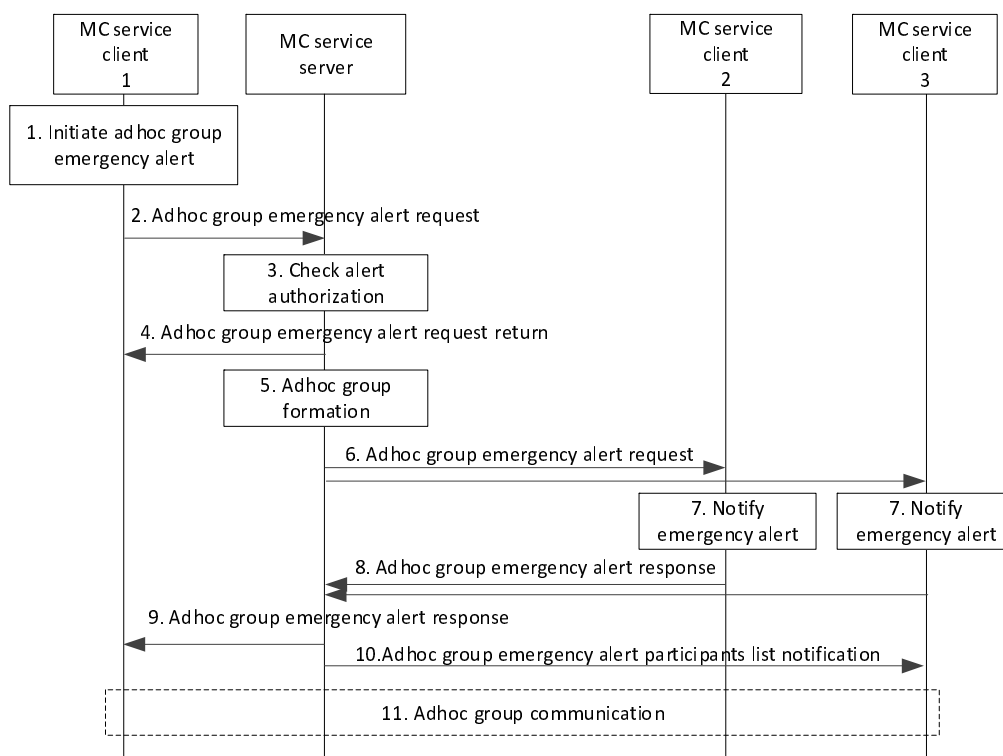 MC service
client
1
MC service
server
MC service
client
2
MC service
client
3
1. Initiate adhoc group
emergency alert
2. Adhoc group emergency alert request
3. Check alert
authorization
4. Adhoc group emergency alert request return
5. Adhoc group
formation
6. Adhoc group emergency alert request
7. Notify
emergency alert
7. Notify
emergency alert
8. Adhoc group emergency alert response
9. Adhoc group emergency alert response
10.Adhoc group emergency alert participants list notification
11. Adhoc group communication